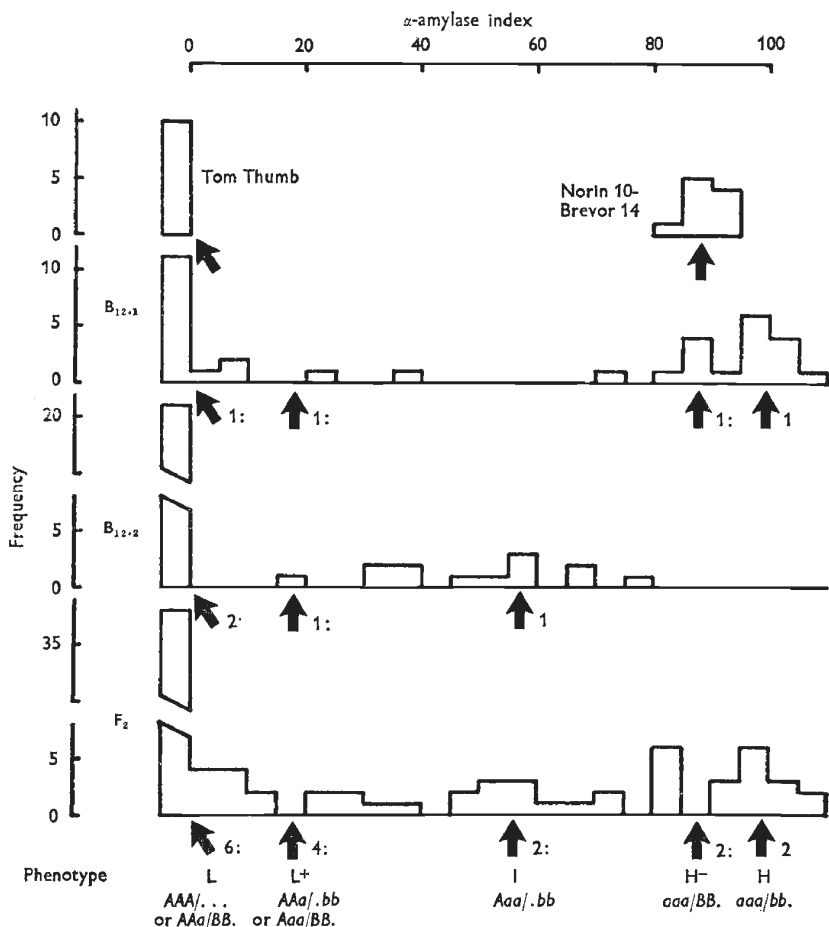 α-amylase index
0 20 40 60 80 100
10
5
0
Tom Thumb
Norin 10-
Brevor 14
10
5
0
B12.1
1: 1: 1: 1
20
5
0
B12.2
2: 1: 1
35
5
0
F2
6: 4: 2: 2: 2
Frequency
Phenotype L L+ I H− H
AAA/... AAa/.bb Aaa/.bb aaa/BB. aaa/bb.
or AAa/BB. or Aaa/BB.